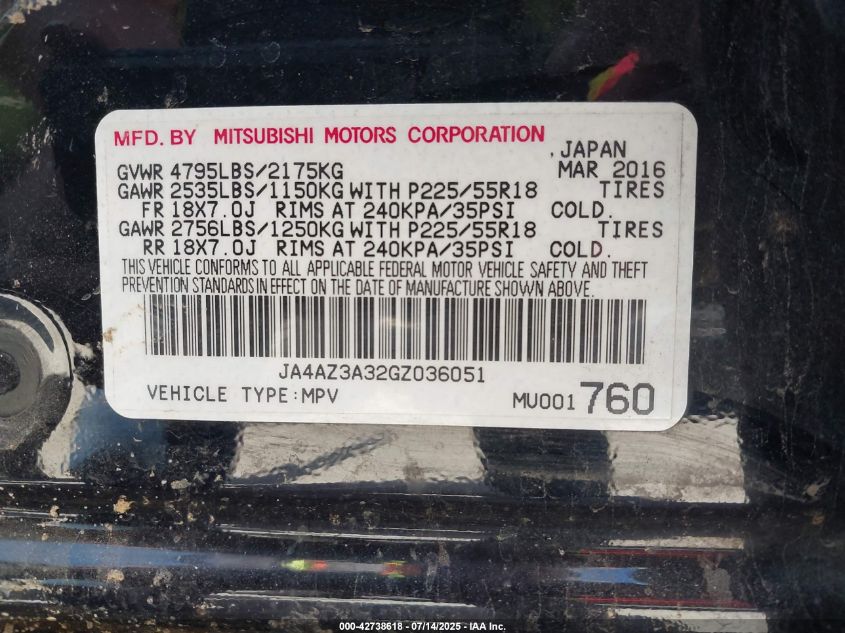 MFD. BY MITSUBISHI MOTORS CORPORATION
, JAPAN
GVWR 4795LBS/2175KG MAR 2016
GAWR 2535LBS/1150KG WITH P225/55R18 TIRES
FR 18X7.0J RIMS AT 240KPA/35PSI COLD.
GAWR 2756LBS/1250KG WITH P225/55R18 TIRES
RR 18X7.0J RIMS AT 240KPA/35PSI COLD.
THIS VEHICLE CONFORMS TO ALL APPLICABLE FEDERAL MOTOR VEHICLE SAFETY AND THEFT
PREVENTION STANDARDS IN EFFECT ON THE DATE OF MANUFACTURE SHOWN ABOVE.
JA4AZ3A32GZ036051
VEHICLE TYPE:MPV MU001 760
000-42738618 - 07/14/2025 - IAA Inc.